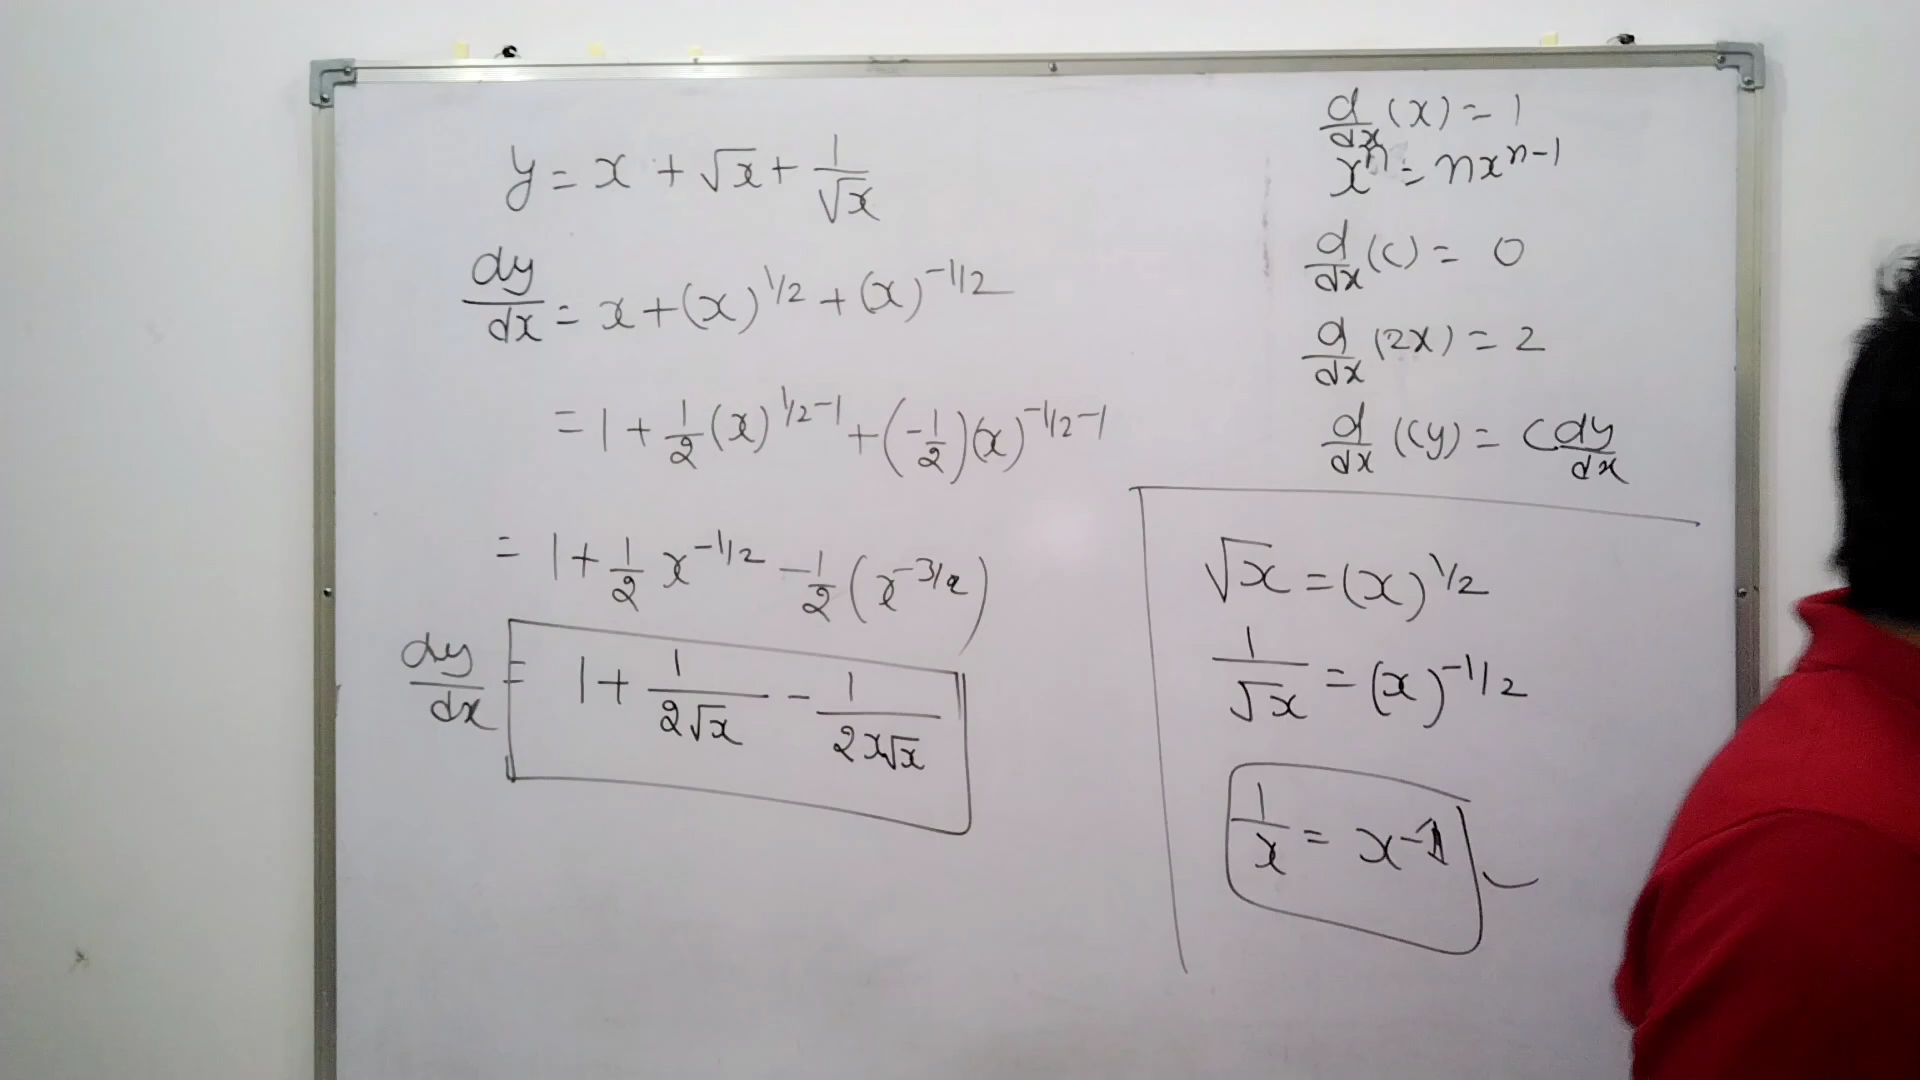 y = x + √x + 1/√x
dy/dx = x + (x)^1/2 + (x)^-1/2
= 1 + 1/2 (x)^1/2-1 + (-1/2)(x)^-1/2-1
= 1 + 1/2 x^-1/2 - 1/2 (x^-3/2)
dy/dx = 1 + 1/2√x - 1/2x√x
d/dx (x) = 1
x^n = nx^n-1
d/dx (c) = 0
d/dx (2x) = 2
d/dx (cy) = c dy/dx
√x = (x)^1/2
1/√x = (x)^-1/2
1/x = x^-1